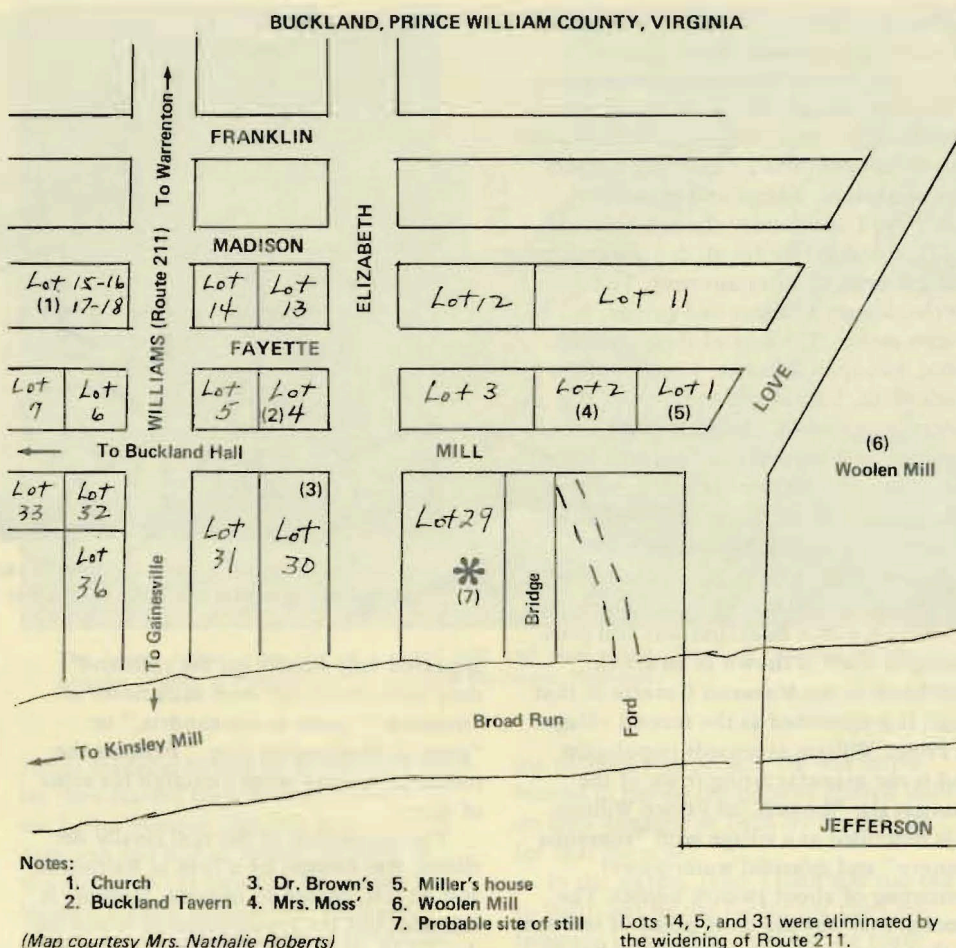 BUCKLAND, PRINCE WILLIAM COUNTY, VIRGINIA
To Warrenton
FRANKLIN
WILLIAMS (Route 211)
ELIZABETH
MADISON
Lot 15-16
(1) 17-18
Lot
14
Lot
13
Lot 12
Lot 11
FAYETTE
Lot
7
Lot
6
Lot
5
Lot
(2) 4
Lot 3
Lot 2
(4)
Lot 1
(5)
LOVE
To Buckland Hall
MILL
(6)
Woolen Mill
Lot
33
Lot
32
Lot
36
Lot
31
(3)
Lot
30
Lot 29
*
(7)
Bridge
Ford
To Gainesville
Broad Run
To Kinsley Mill
JEFFERSON
Notes:
1. Church
2. Buckland Tavern
3. Dr. Brown's
4. Mrs. Moss'
5. Miller's house
6. Woolen Mill
7. Probable site of still
(Map courtesy Mrs. Nathalie Roberts)
Lots 14, 5, and 31 were eliminated by
the widening of Route 211.